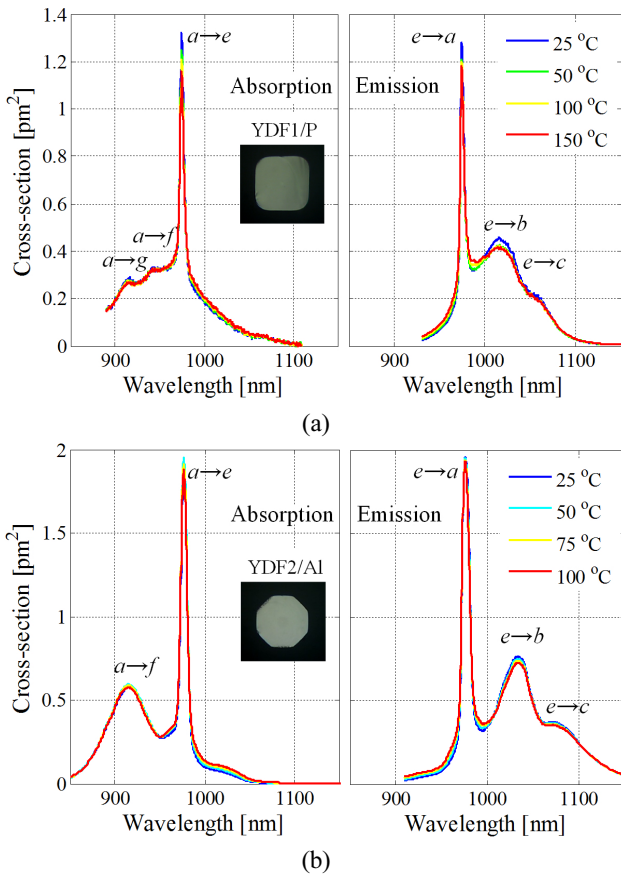 1.4
1.2
1
0.8
0.6
0.4
0.2
0
Cross-section [pm²]
a→e
Absorption
YDF1/P
a→f
a→g
900 1000 1100
Wavelength [nm]
e→a
Emission
25 °C
50 °C
100 °C
150 °C
e→b
e→c
900 1000 1100
Wavelength [nm]
(a)
2
1.5
1
0.5
0
Cross-section [pm²]
a→e
Absorption
YDF2/Al
a→f
900 1000 1100
Wavelength [nm]
e→a
Emission
25 °C
50 °C
75 °C
100 °C
e→b
e→c
900 1000 1100
Wavelength [nm]
(b)